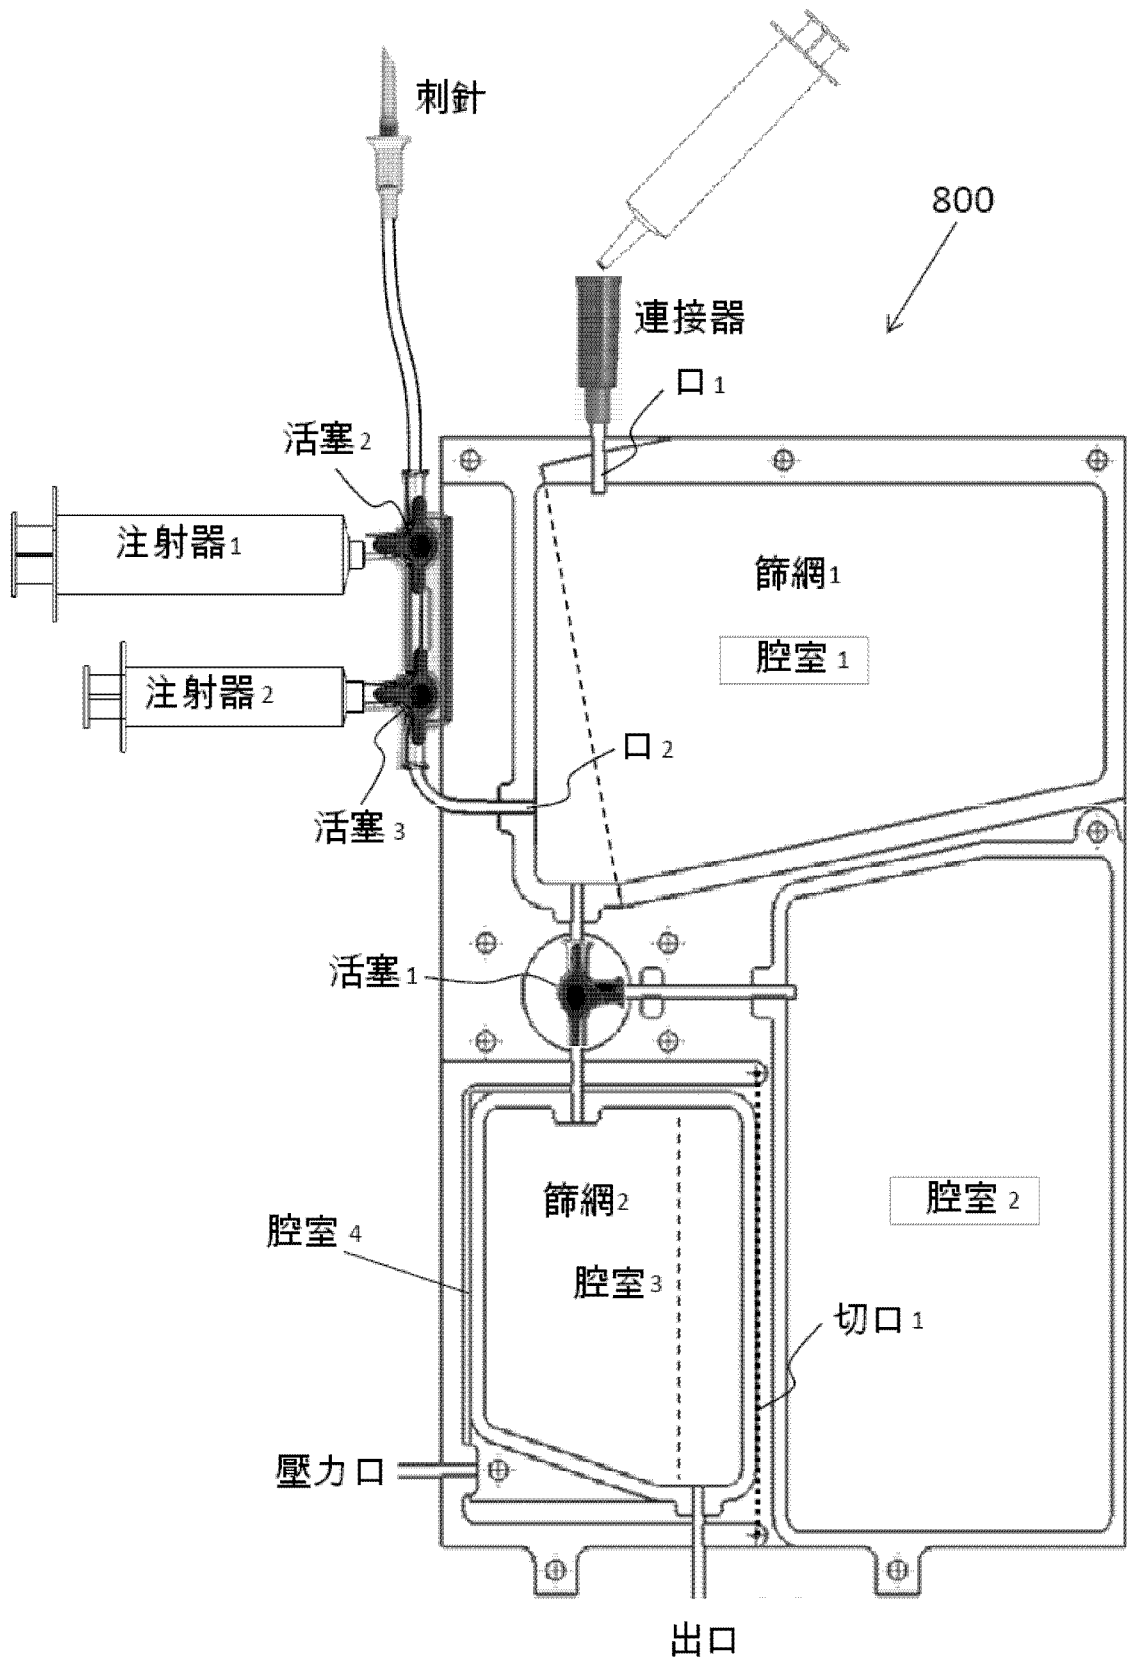 刺針
800
連接器
口1
活塞2
注射器1
篩網1
腔室1
注射器2
口2
活塞3
活塞1
篩網2
腔室2
腔室4
腔室3
切口1
壓力口
出口